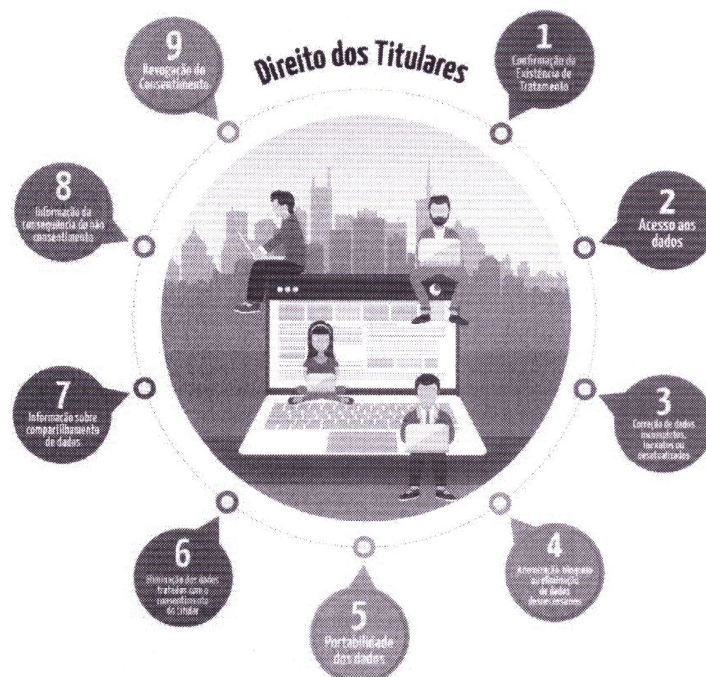 Direito dos Titulares
1
Confirmação da
Existência de
Tratamento
2
Acesso aos
dados
3
Correção de dados
incompletos,
inexatos ou
desatualizados
4
Anonimização, bloqueio
ou eliminação
de dados
desnecessários
5
Portabilidade
dos dados
6
Eliminação dos dados
tratados com o
consentimento
do titular
7
Informação sobre
compartilhamento
de dados
8
Informação da
consequência do não
consentimento
9
Revogação do
Consentimento